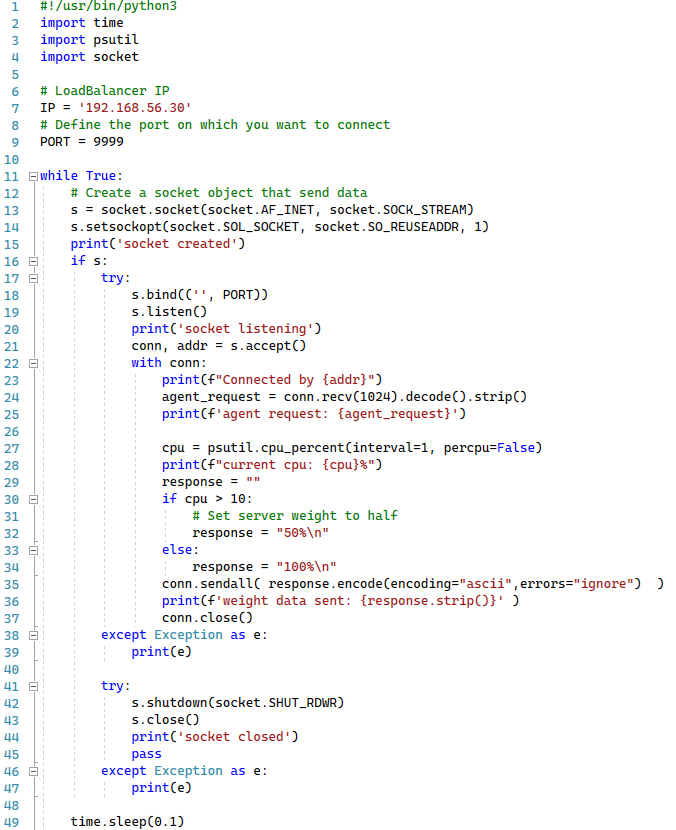 1 #!/usr/bin/python3
2 import time
3 import psutil
4 import socket
5
6 # LoadBalancer IP
7 IP = '192.168.56.30'
8 # Define the port on which you want to connect
9 PORT = 9999
10
11 while True:
12     # Create a socket object that send data
13     s = socket.socket(socket.AF_INET, socket.SOCK_STREAM)
14     s.setsockopt(socket.SOL_SOCKET, socket.SO_REUSEADDR, 1)
15     print('socket created')
16     if s:
17         try:
18             s.bind(('', PORT))
19             s.listen()
20             print('socket listening')
21             conn, addr = s.accept()
22             with conn:
23                 print(f"Connected by {addr}")
24                 agent_request = conn.recv(1024).decode().strip()
25                 print(f'agent request: {agent_request}')
26
27                 cpu = psutil.cpu_percent(interval=1, percpu=False)
28                 print(f"current cpu: {cpu}%")
29                 response = ""
30                 if cpu > 10:
31                     # Set server weight to half
32                     response = "50%\n"
33                 else:
34                     response = "100%\n"
35                 conn.sendall( response.encode(encoding="ascii",errors="ignore")  )
36                 print(f'weight data sent: {response.strip()}' )
37                 conn.close()
38         except Exception as e:
39             print(e)
40
41         try:
42             s.shutdown(socket.SHUT_RDWR)
43             s.close()
44             print('socket closed')
45             pass
46         except Exception as e:
47             print(e)
48
49     time.sleep(0.1)